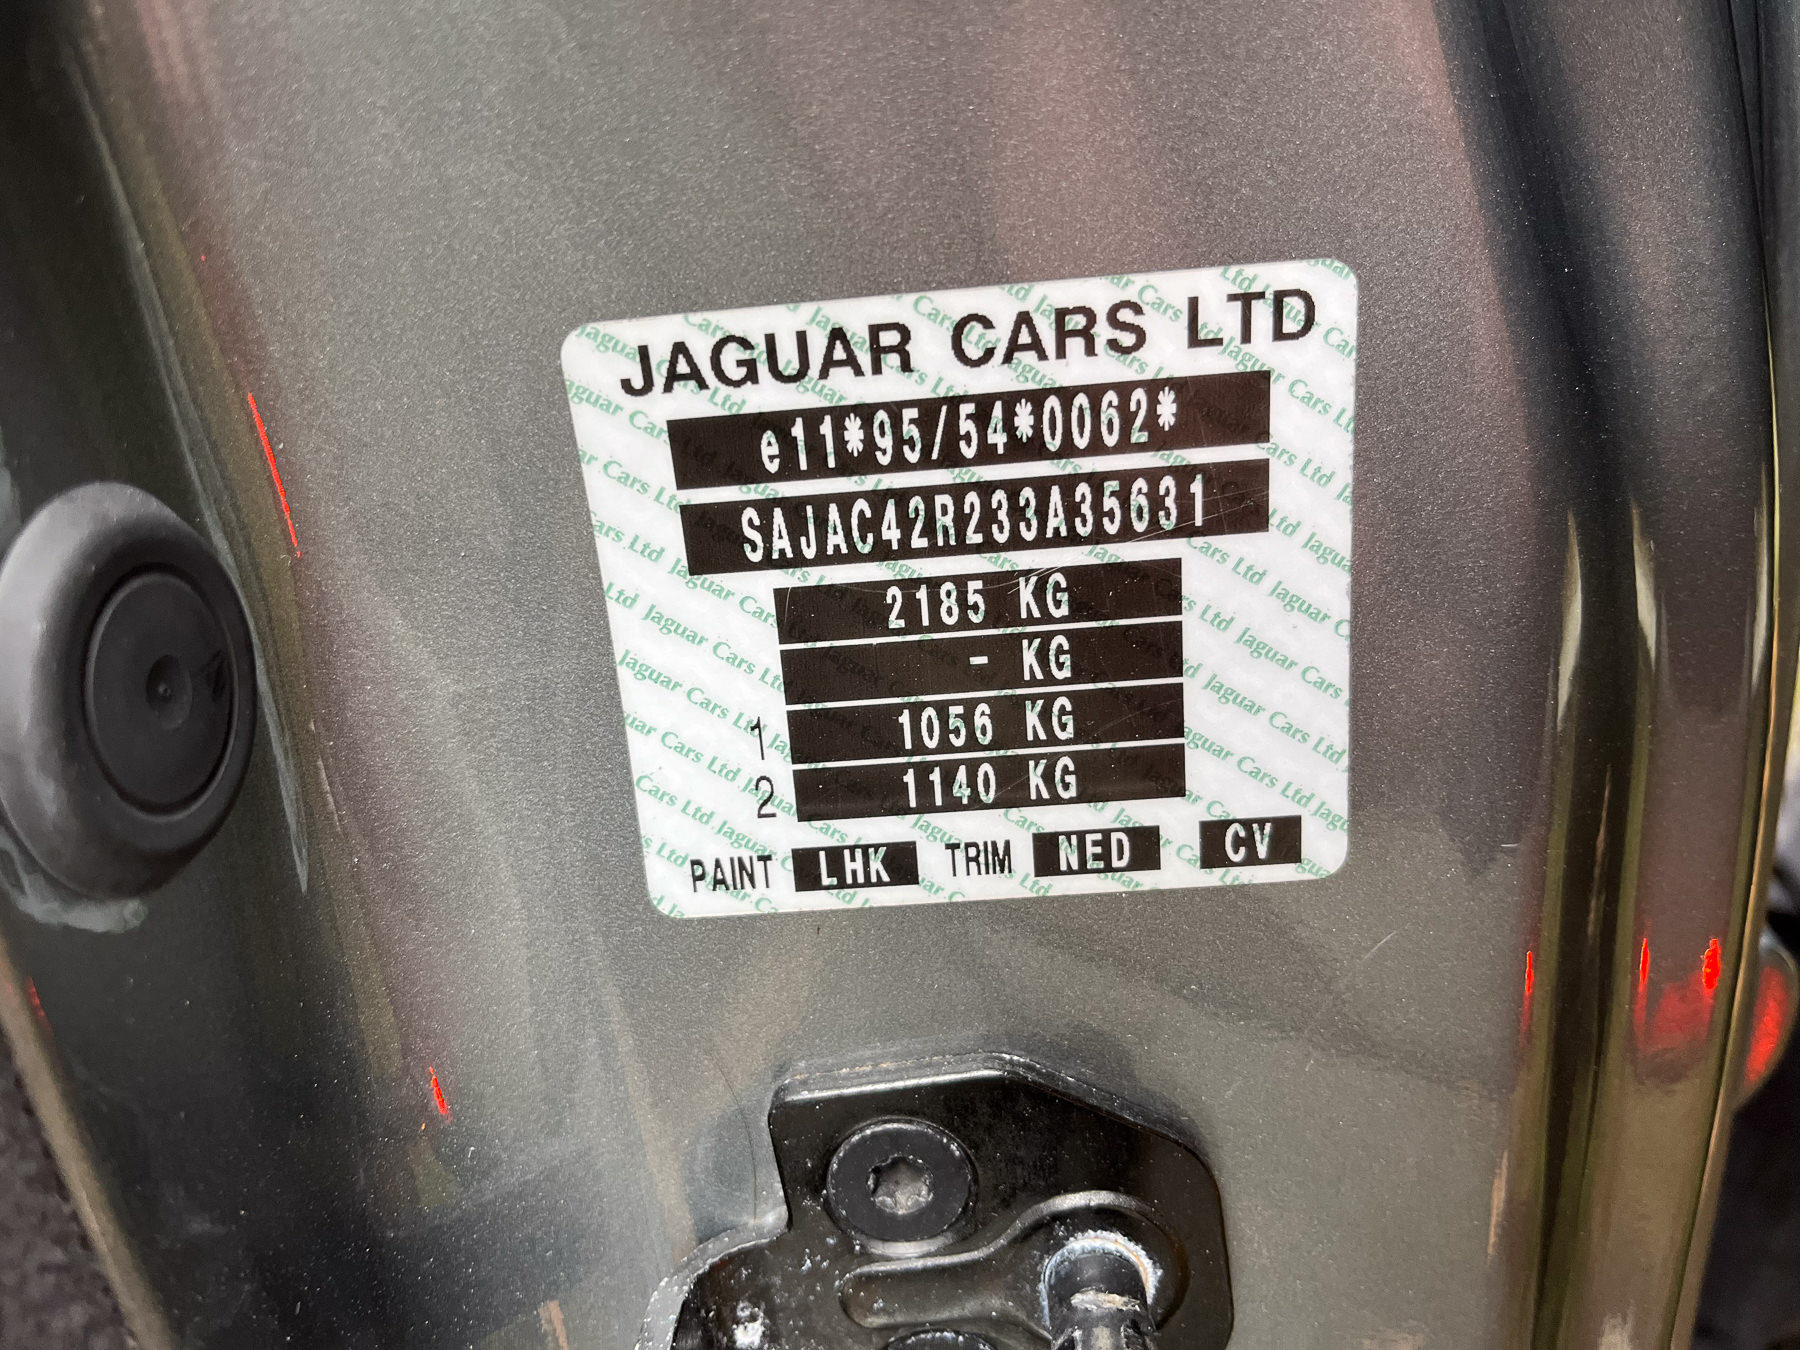 JAGUAR CARS LTD
e11*95/54*0062*
SAJAC42R233A35631
2185 KG
- KG
1 1056 KG
2 1140 KG
PAINT LHK TRIM NED CV